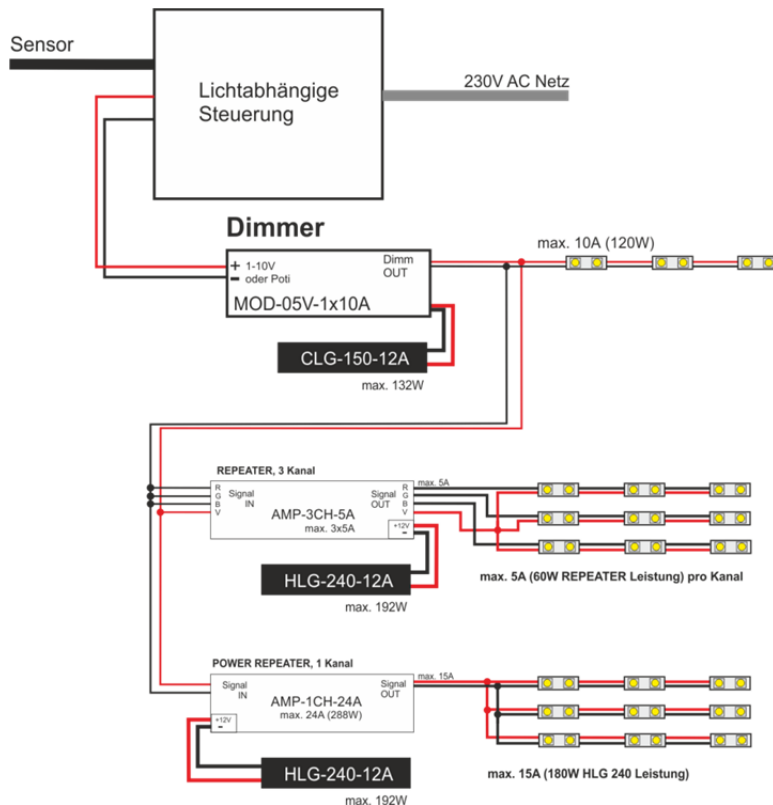 Sensor
Lichtabhängige
Steuerung
230V AC Netz
Dimmer
+ 1-10V
- oder Poti
Dimm
OUT
MOD-05V-1x10A
max. 10A (120W)
CLG-150-12A
max. 132W
REPEATER, 3 Kanal
R
G
B
V
Signal
IN
AMP-3CH-5A
max. 3x5A
Signal
OUT
R
G
B
V
+12V
-
max. 5A
HLG-240-12A
max. 192W
max. 5A (60W REPEATER Leistung) pro Kanal
POWER REPEATER, 1 Kanal
Signal
IN
AMP-1CH-24A
max. 24A (288W)
Signal
OUT
max. 15A
+12V
-
HLG-240-12A
max. 192W
max. 15A (180W HLG 240 Leistung)